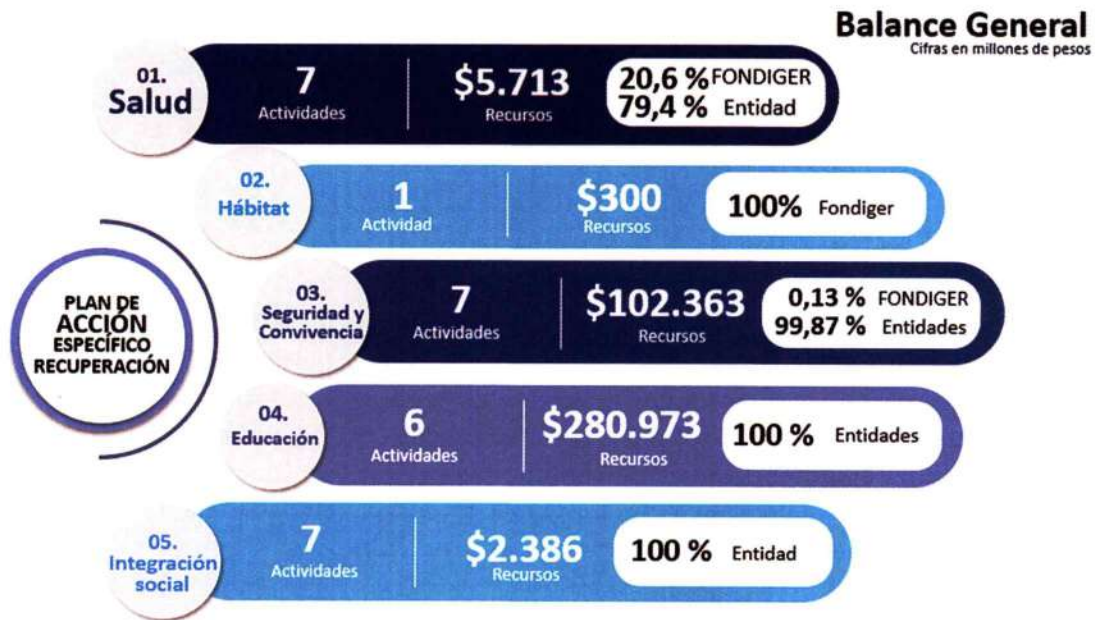 Balance General
Cifras en millones de pesos
PLAN DE
ACCIÓN
ESPECÍFICO
RECUPERACIÓN
01.
Salud
7
Actividades
$5.713
Recursos
20,6 % FONDIGER
79,4 % Entidad
02.
Hábitat
1
Actividad
$300
Recursos
100% Fondiger
03.
Seguridad y
Convivencia
7
Actividades
$102.363
Recursos
0,13 % FONDIGER
99,87 % Entidades
04.
Educación
6
Actividades
$280.973
Recursos
100 % Entidades
05.
Integración
social
7
Actividades
$2.386
Recursos
100 % Entidad